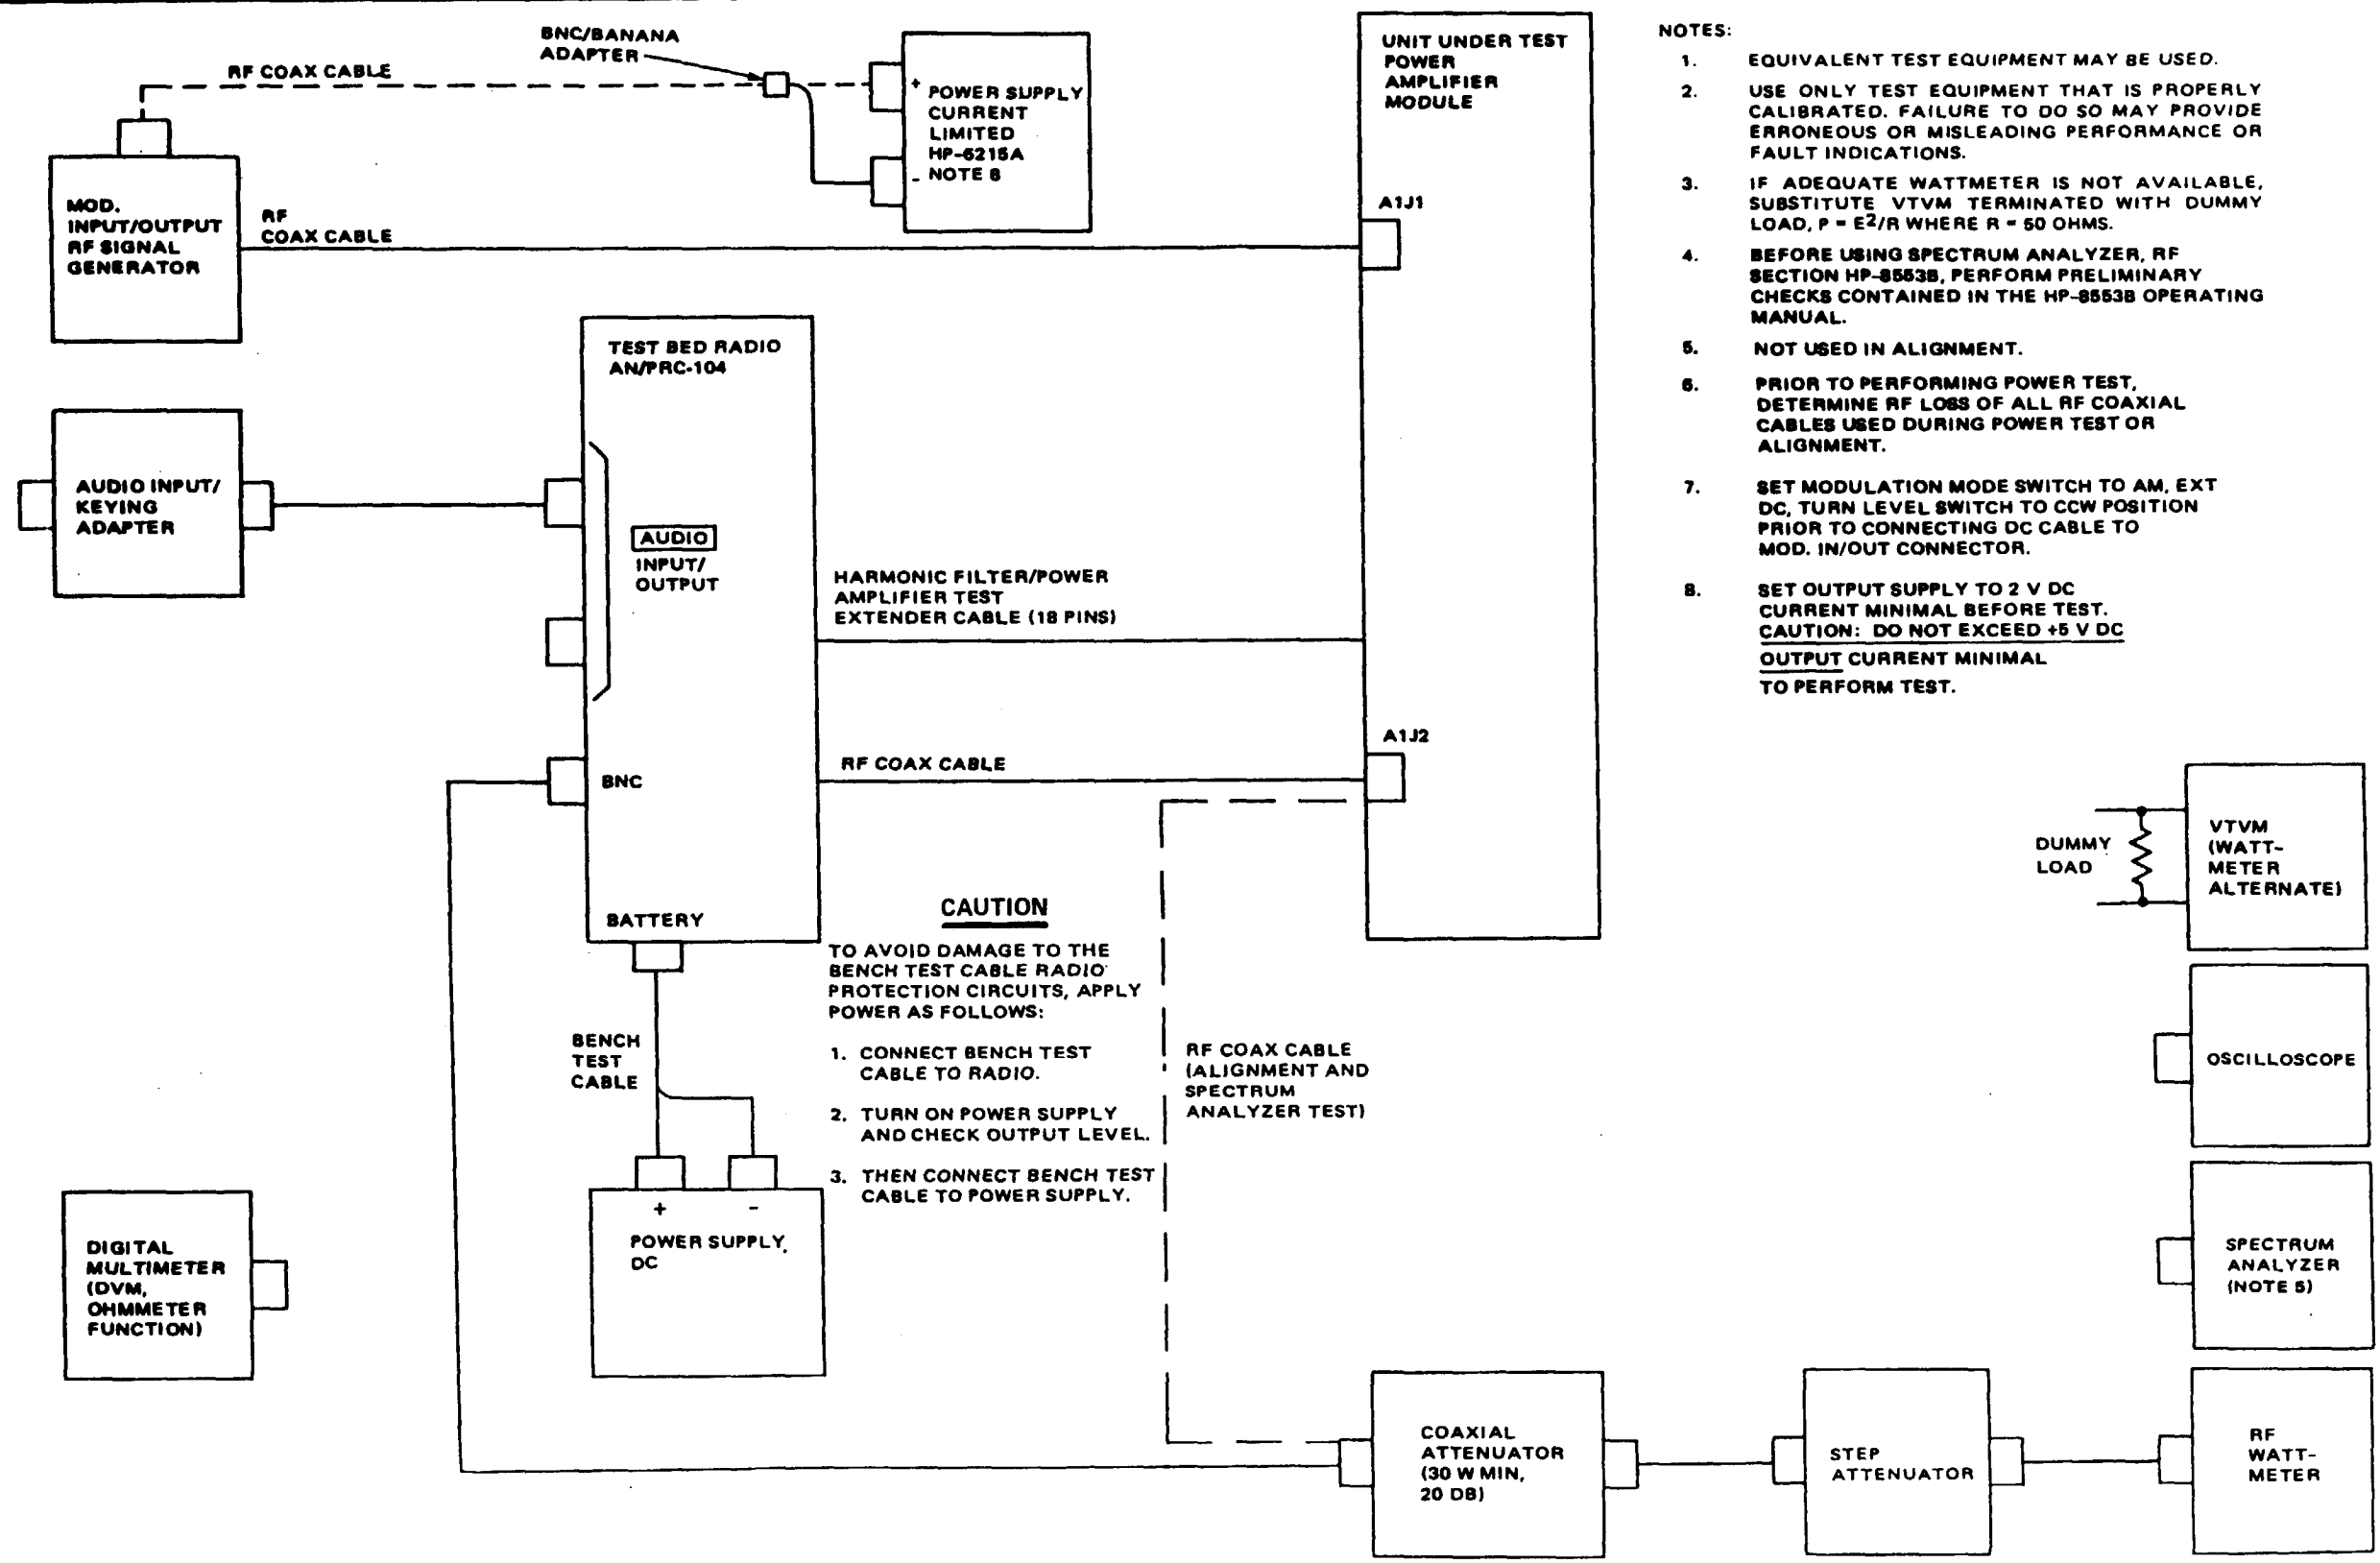 BNC/BANANA
ADAPTER
RF COAX CABLE
+
POWER SUPPLY
CURRENT
LIMITED
HP-6215A
NOTE 8
-
MOD.
INPUT/OUTPUT
RF SIGNAL
GENERATOR
RF
COAX CABLE
UNIT UNDER TEST
POWER
AMPLIFIER
MODULE
A1J1
A1J2
TEST BED RADIO
AN/PRC-104
AUDIO
INPUT/
OUTPUT
BNC
BATTERY
AUDIO INPUT/
KEYING
ADAPTER
HARMONIC FILTER/POWER
AMPLIFIER TEST
EXTENDER CABLE (18 PINS)
RF COAX CABLE
CAUTION
TO AVOID DAMAGE TO THE
BENCH TEST CABLE RADIO
PROTECTION CIRCUITS, APPLY
POWER AS FOLLOWS:
1. CONNECT BENCH TEST
CABLE TO RADIO.
2. TURN ON POWER SUPPLY
AND CHECK OUTPUT LEVEL.
3. THEN CONNECT BENCH TEST
CABLE TO POWER SUPPLY.
BENCH
TEST
CABLE
+ -
POWER SUPPLY,
DC
DIGITAL
MULTIMETER
(DVM,
OHMMETER
FUNCTION)
RF COAX CABLE
(ALIGNMENT AND
SPECTRUM
ANALYZER TEST)
COAXIAL
ATTENUATOR
(30 W MIN,
20 DB)
STEP
ATTENUATOR
RF
WATT-
METER
SPECTRUM
ANALYZER
(NOTE 5)
OSCILLOSCOPE
DUMMY
LOAD
VTVM
(WATT-
METER
ALTERNATE)
NOTES:
1. EQUIVALENT TEST EQUIPMENT MAY BE USED.
2. USE ONLY TEST EQUIPMENT THAT IS PROPERLY
CALIBRATED. FAILURE TO DO SO MAY PROVIDE
ERRONEOUS OR MISLEADING PERFORMANCE OR
FAULT INDICATIONS.
3. IF ADEQUATE WATTMETER IS NOT AVAILABLE,
SUBSTITUTE VTVM TERMINATED WITH DUMMY
LOAD, P = E2/R WHERE R = 50 OHMS.
4. BEFORE USING SPECTRUM ANALYZER, RF
SECTION HP-8553B, PERFORM PRELIMINARY
CHECKS CONTAINED IN THE HP-8553B OPERATING
MANUAL.
5. NOT USED IN ALIGNMENT.
6. PRIOR TO PERFORMING POWER TEST,
DETERMINE RF LOSS OF ALL RF COAXIAL
CABLES USED DURING POWER TEST OR
ALIGNMENT.
7. SET MODULATION MODE SWITCH TO AM, EXT
DC, TURN LEVEL SWITCH TO CCW POSITION
PRIOR TO CONNECTING DC CABLE TO
MOD. IN/OUT CONNECTOR.
8. SET OUTPUT SUPPLY TO 2 V DC
CURRENT MINIMAL BEFORE TEST.
CAUTION: DO NOT EXCEED +5 V DC
OUTPUT CURRENT MINIMAL
TO PERFORM TEST.